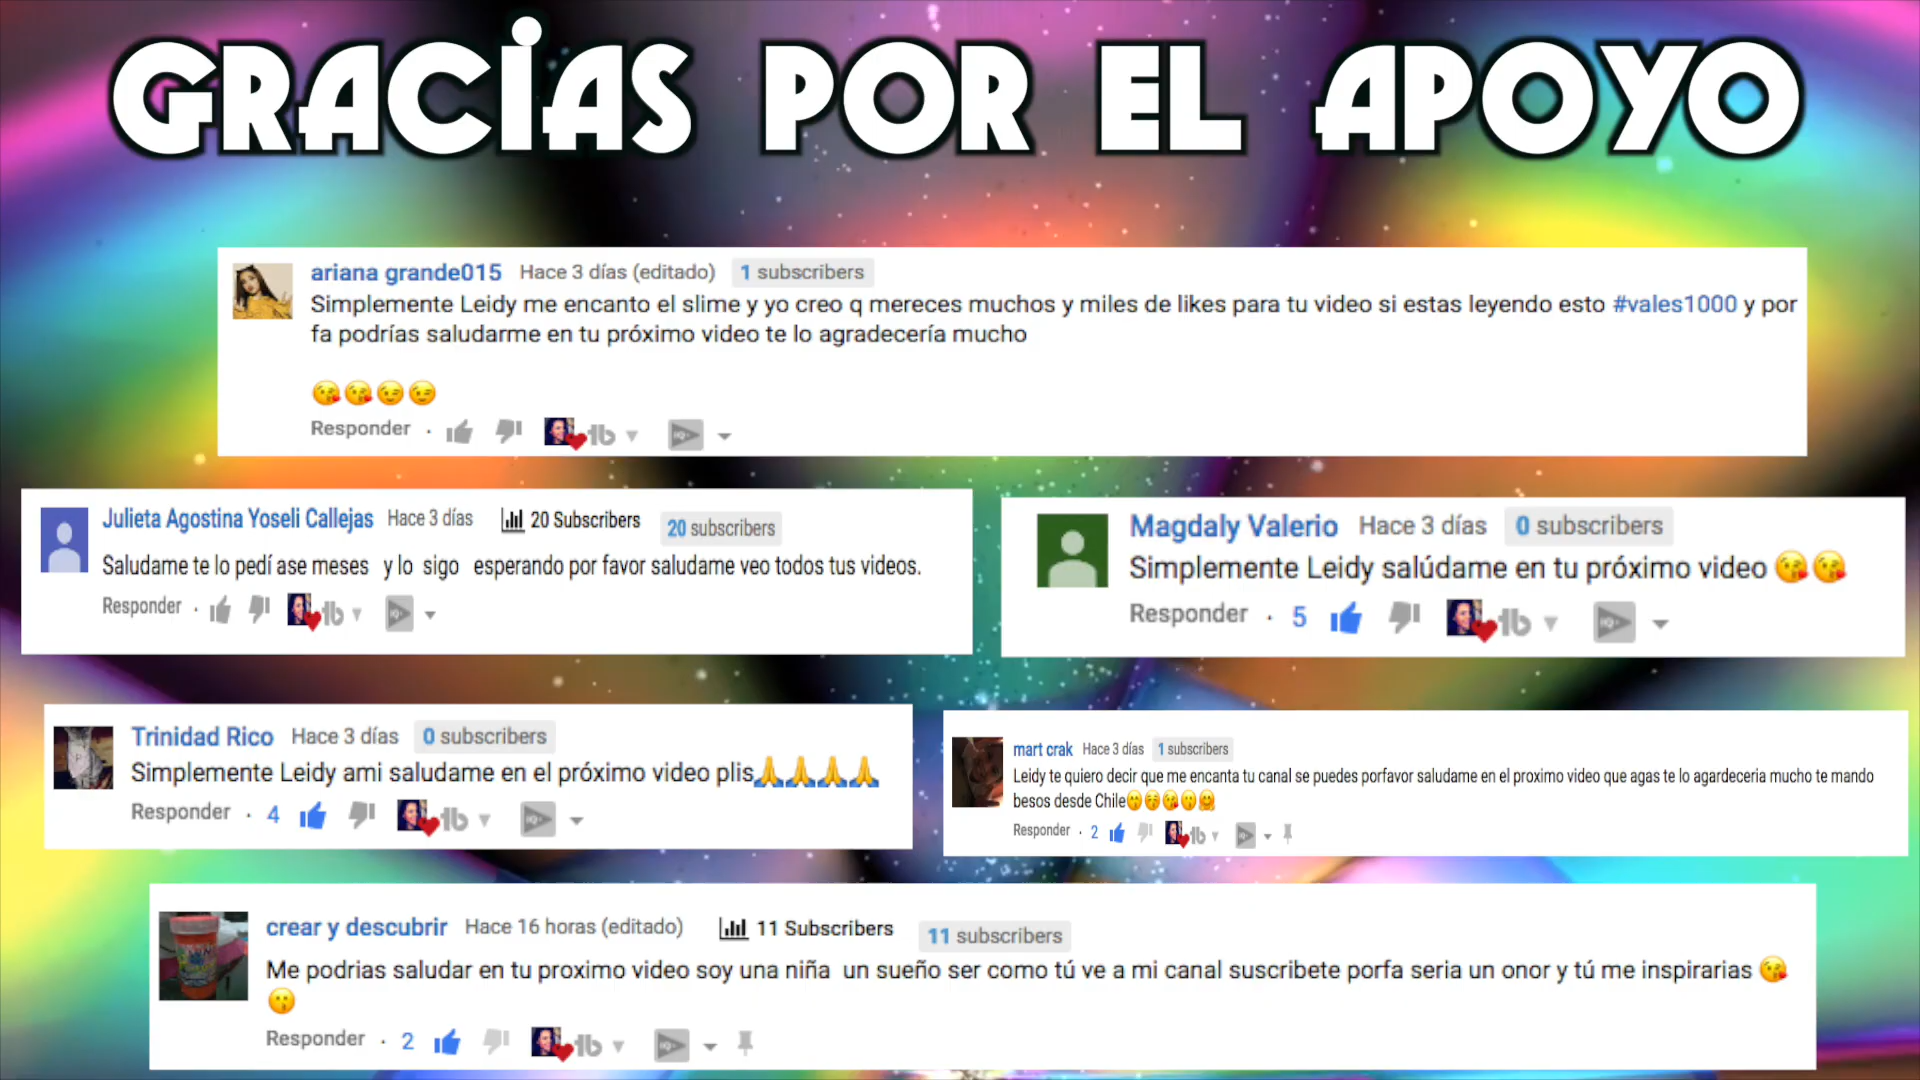 GRACIAS POR EL APOYO
ariana grande015 Hace 3 días (editado) 1 subscribers
Simplemente Leidy me encanto el slime y yo creo q mereces muchos y miles de likes para tu video si estas leyendo esto #vales1000 y por
fa podrías saludarme en tu próximo video te lo agradecería mucho
😘😘😉😉
Responder
Julieta Agostina Yoseli Callejas Hace 3 días 20 Subscribers 20 subscribers
Saludame te lo pedí ase meses y lo sigo esperando por favor saludame veo todos tus videos.
Responder
Magdaly Valerio Hace 3 días 0 subscribers
Simplemente Leidy salúdame en tu próximo video 😘😘
Responder · 5
Trinidad Rico Hace 3 días 0 subscribers
Simplemente Leidy ami saludame en el próximo video plis🙏🙏🙏🙏
Responder · 4
mart crak Hace 3 días 1 subscribers
Leidy te quiero decir que me encanta tu canal se puedes porfavor saludame en el proximo video que agas te lo agardeceria mucho te mando
besos desde Chile😙😚😘😗🤗
Responder · 2
crear y descubrir Hace 16 horas (editado) 11 Subscribers 11 subscribers
Me podrias saludar en tu proximo video soy una niña un sueño ser como tú ve a mi canal suscribete porfa seria un onor y tú me inspirarias 😘
😗
Responder · 2